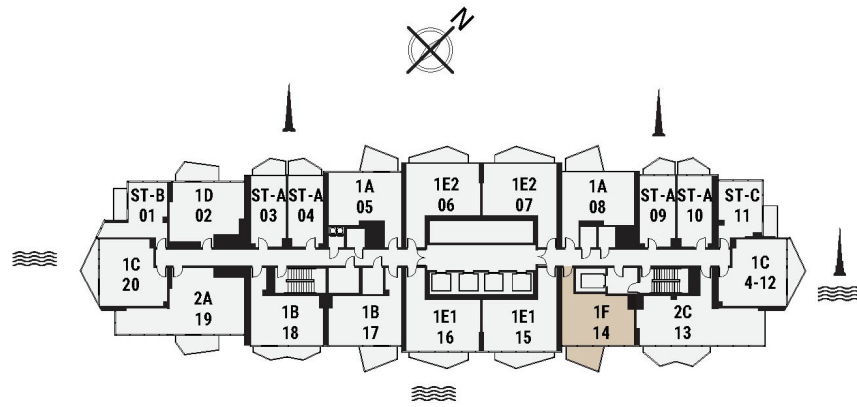 N
ST-B
01
1D
02
ST-A
03
ST-A
04
1A
05
1E2
06
1E2
07
1A
08
ST-A
09
ST-A
10
ST-C
11
1C
20
1C
4-12
2A
19
1B
18
1B
17
1E1
16
1E1
15
1F
14
2C
13